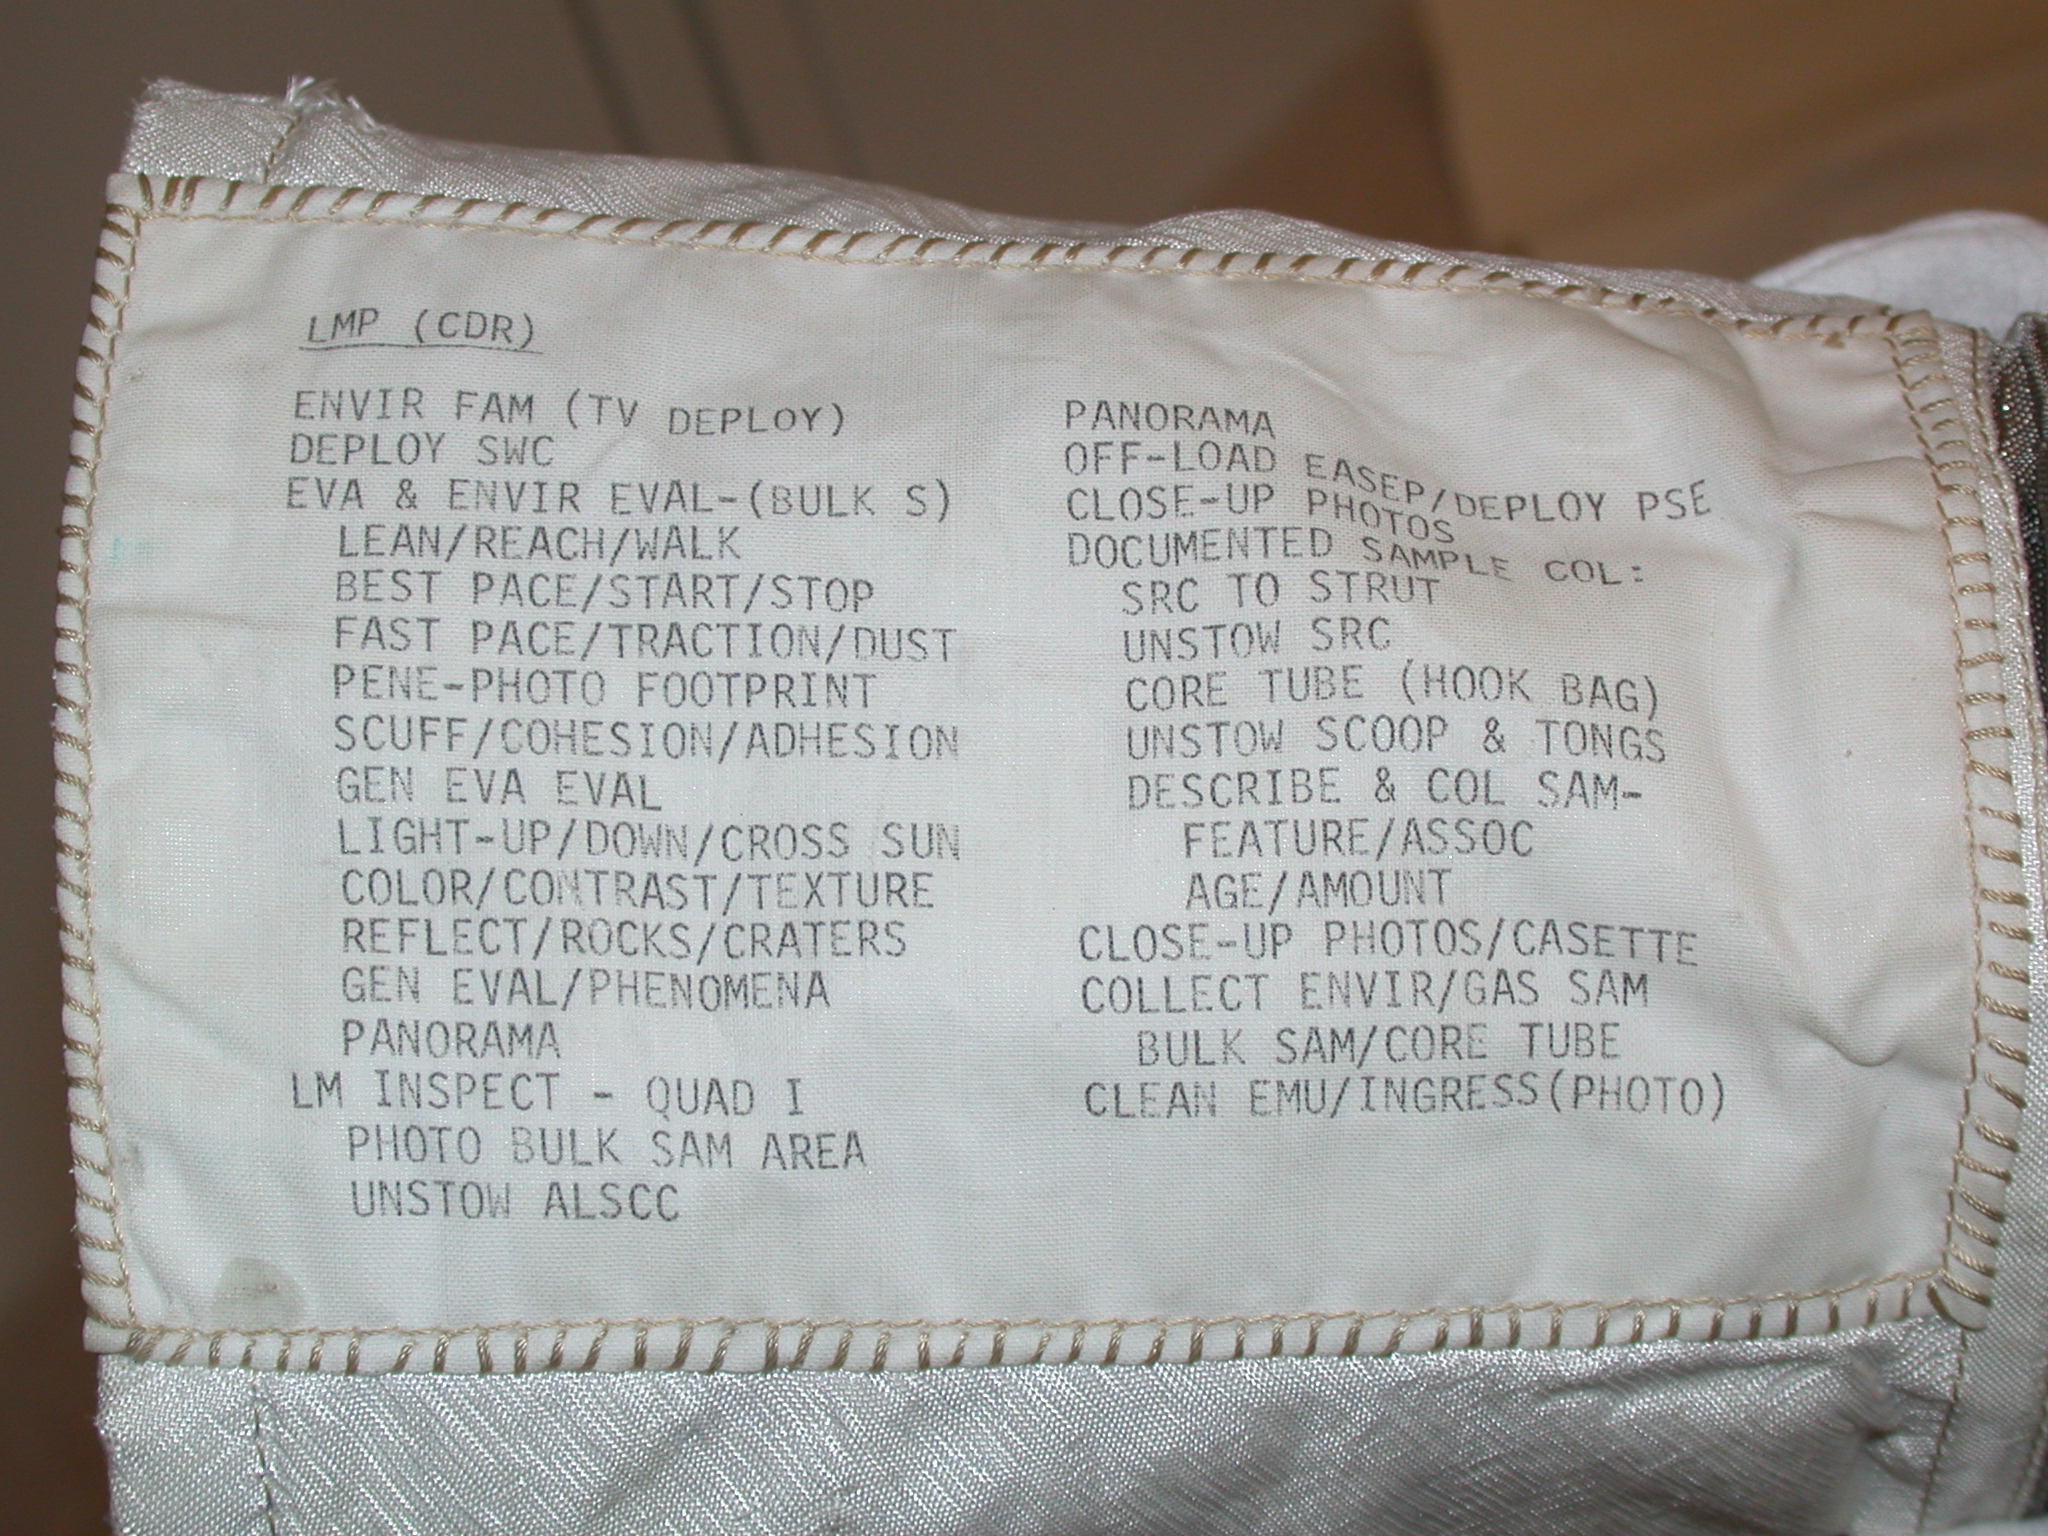 LMP (CDR)
ENVIR FAM (TV DEPLOY)
DEPLOY SWC
EVA & ENVIR EVAL-(BULK S)
LEAN/REACH/WALK
BEST PACE/START/STOP
FAST PACE/TRACTION/DUST
PENE-PHOTO FOOTPRINT
SCUFF/COHESION/ADHESION
GEN EVA EVAL
LIGHT-UP/DOWN/CROSS SUN
COLOR/CONTRAST/TEXTURE
REFLECT/ROCKS/CRATERS
GEN EVAL/PHENOMENA
PANORAMA
LM INSPECT - QUAD I
PHOTO BULK SAM AREA
UNSTOW ALSCC
PANORAMA
OFF-LOAD EASEP/DEPLOY PSE
CLOSE-UP PHOTOS
DOCUMENTED SAMPLE COL:
SRC TO STRUT
UNSTOW SRC
CORE TUBE (HOOK BAG)
UNSTOW SCOOP & TONGS
DESCRIBE & COL SAM-
FEATURE/ASSOC
AGE/AMOUNT
CLOSE-UP PHOTOS/CASETTE
COLLECT ENVIR/GAS SAM
BULK SAM/CORE TUBE
CLEAN EMU/INGRESS(PHOTO)